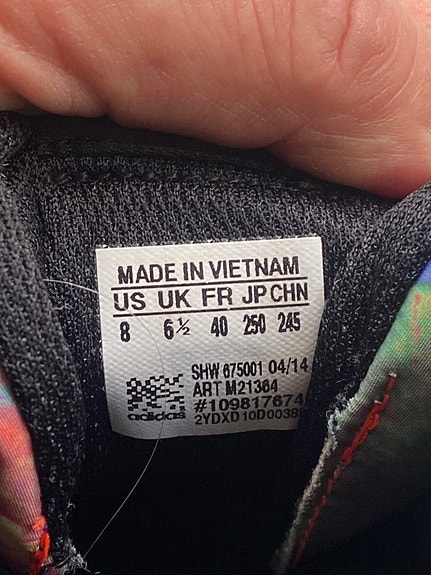 MADE IN VIETNAM
US UK FR JP CHN
8 6½ 40 250 245
SHW 675001 04/14
ART M21364
#109817674
adidas 2YDXD10D0038